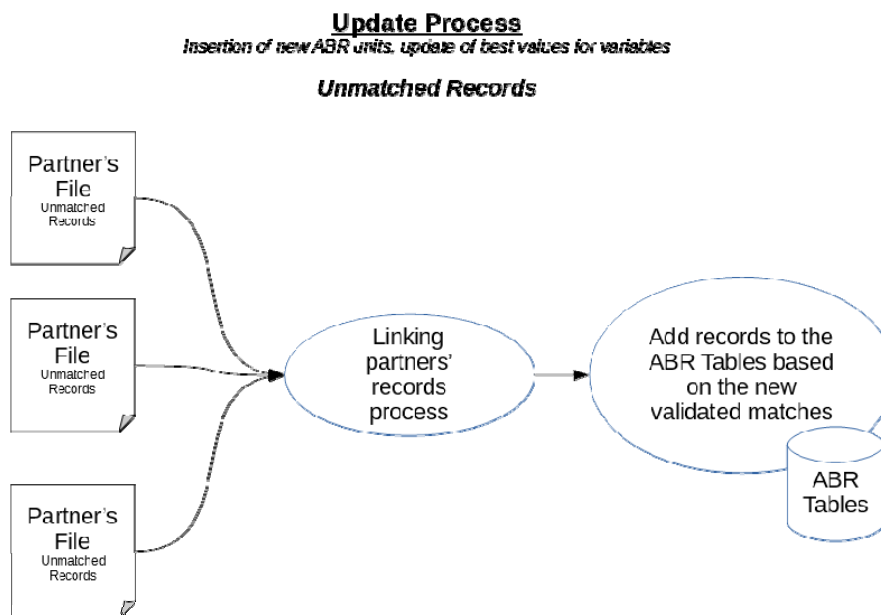 Update Process
Insertion of new ABR units, update of best values for variables
Unmatched Records
Partner's
File
Unmatched
Records
Partner's
File
Unmatched
Records
Partner's
File
Unmatched
Records
Linking
partners'
records
process
Add records to the
ABR Tables based
on the new
validated matches
ABR
Tables